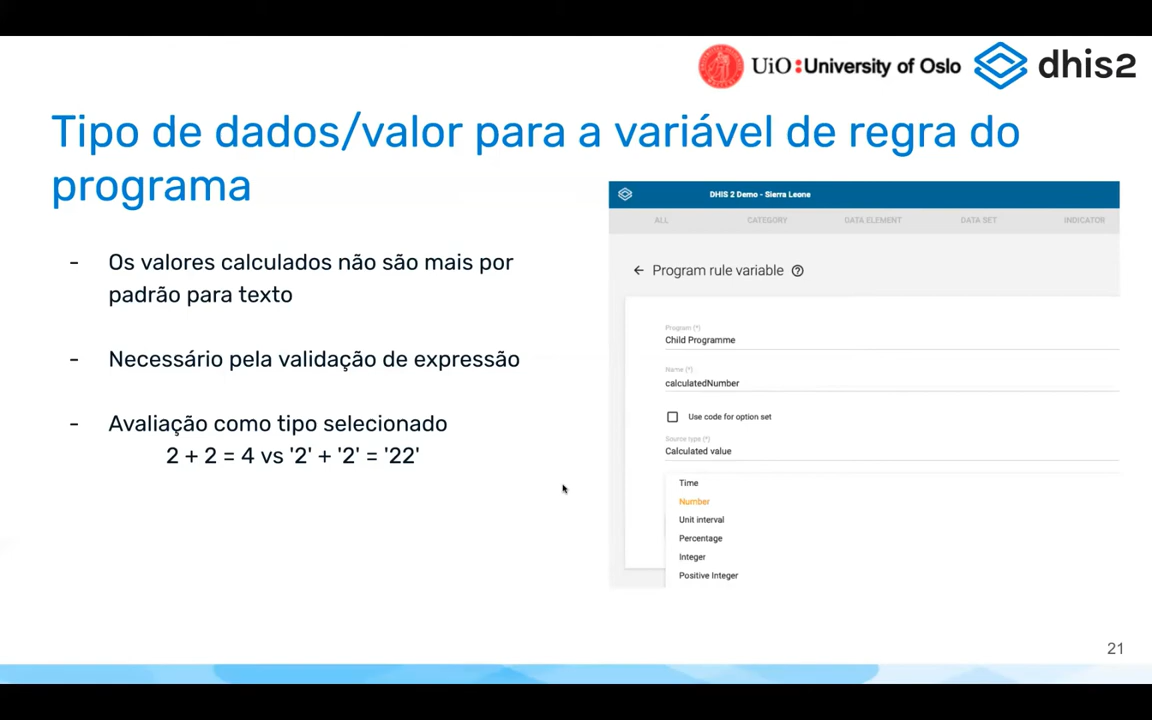 UiO:University of Oslo
dhis2
Tipo de dados/valor para a variável de regra do
programa
- Os valores calculados não são mais por
padrão para texto
- Necessário pela validação de expressão
- Avaliação como tipo selecionado
2 + 2 = 4 vs '2' + '2' = '22'
DHIS 2 Demo - Sierra Leone
ALL CATEGORY DATA ELEMENT DATA SET INDICATOR
Program rule variable
Program (*)
Child Programme
Name (*)
calculatedNumber
Use code for option set
Source type (*)
Calculated value
Time
Number
Unit interval
Percentage
Integer
Positive Integer
21